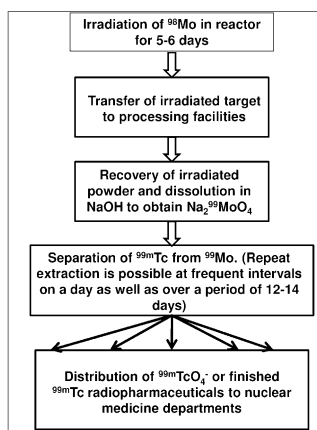 Irradiation of ⁹⁸Mo in reactor
for 5-6 days
Transfer of irradiated target
to processing facilities
Recovery of irradiated
powder and dissolution in
NaOH to obtain Na₂⁹⁹MoO₄
Separation of ⁹⁹ᵐTc from ⁹⁹Mo. (Repeat
extraction is possible at frequent intervals
on a day as well as over a period of 12-14
days)
Distribution of ⁹⁹ᵐTcO₄⁻ or finished
⁹⁹ᵐTc radiopharmaceuticals to nuclear
medicine departments